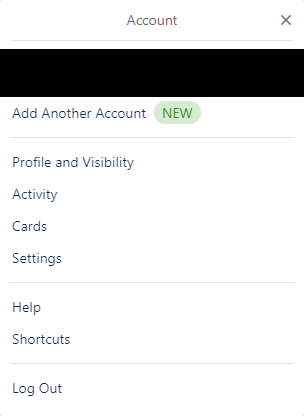 Account
Add Another Account NEW
Profile and Visibility
Activity
Cards
Settings
Help
Shortcuts
Log Out